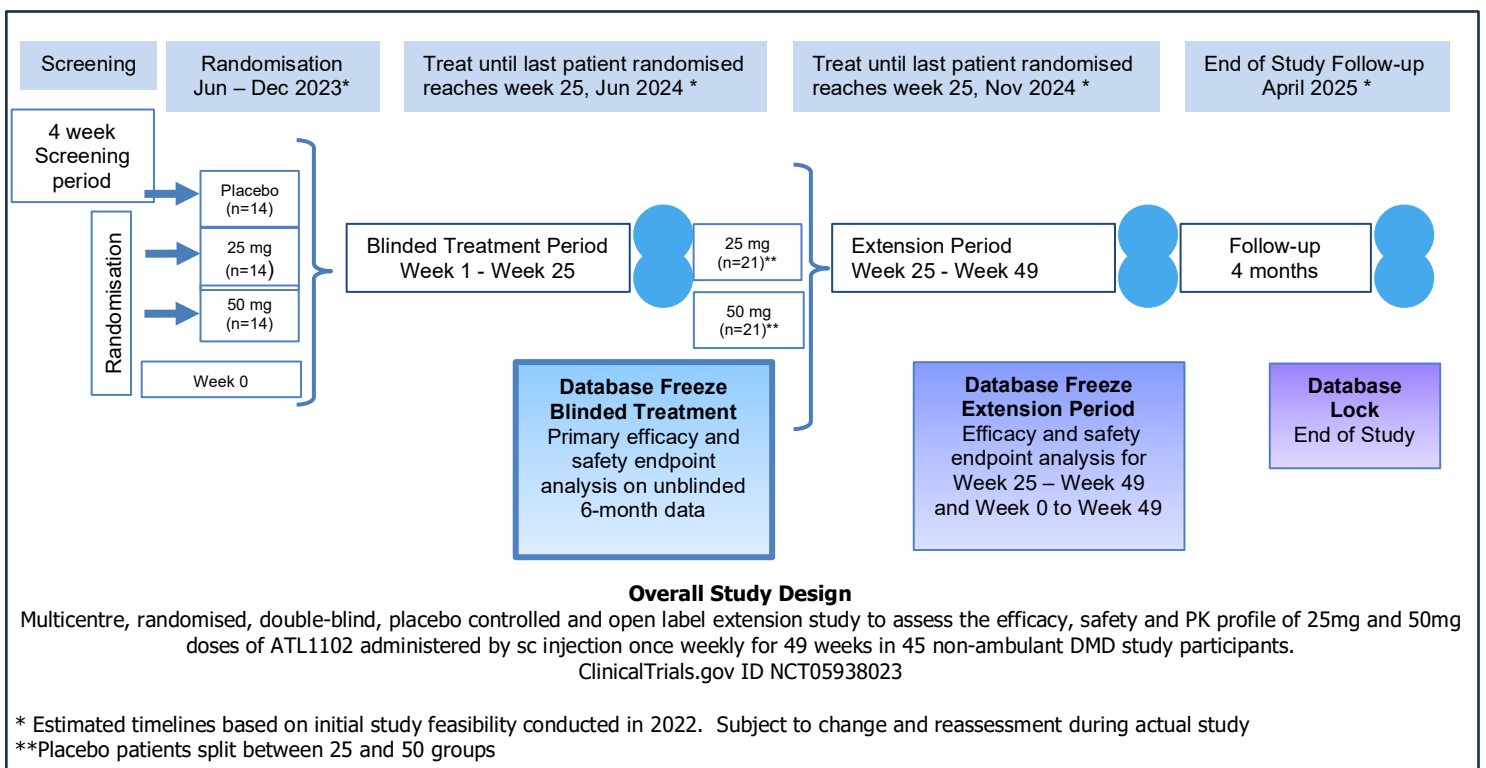 Screening
Randomisation
Jun – Dec 2023*
Treat until last patient randomised
reaches week 25, Jun 2024 *
Treat until last patient randomised
reaches week 25, Nov 2024 *
End of Study Follow-up
April 2025 *
4 week
Screening
period
Randomisation
Placebo
(n=14)
25 mg
(n=14)
50 mg
(n=14)
Week 0
Blinded Treatment Period
Week 1 - Week 25
25 mg
(n=21)**
50 mg
(n=21)**
Extension Period
Week 25 - Week 49
Follow-up
4 months
Database Freeze
Blinded Treatment
Primary efficacy and
safety endpoint
analysis on unblinded
6-month data
Database Freeze
Extension Period
Efficacy and safety
endpoint analysis for
Week 25 – Week 49
and Week 0 to Week 49
Database
Lock
End of Study
Overall Study Design
Multicentre, randomised, double-blind, placebo controlled and open label extension study to assess the efficacy, safety and PK profile of 25mg and 50mg
doses of ATL1102 administered by sc injection once weekly for 49 weeks in 45 non-ambulant DMD study participants.
ClinicalTrials.gov ID NCT05938023
* Estimated timelines based on initial study feasibility conducted in 2022. Subject to change and reassessment during actual study
**Placebo patients split between 25 and 50 groups